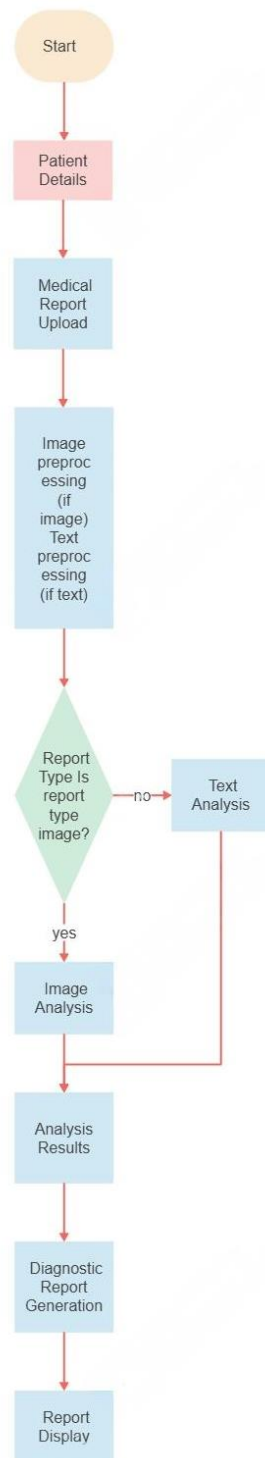 Start
Patient
Details
Medical
Report
Upload
Image
preproc
essing
(if
image)
Text
preproc
essing
(if text)
Report
Type Is
report
type
image?
no
Text
Analysis
yes
Image
Analysis
Analysis
Results
Diagnostic
Report
Generation
Report
Display